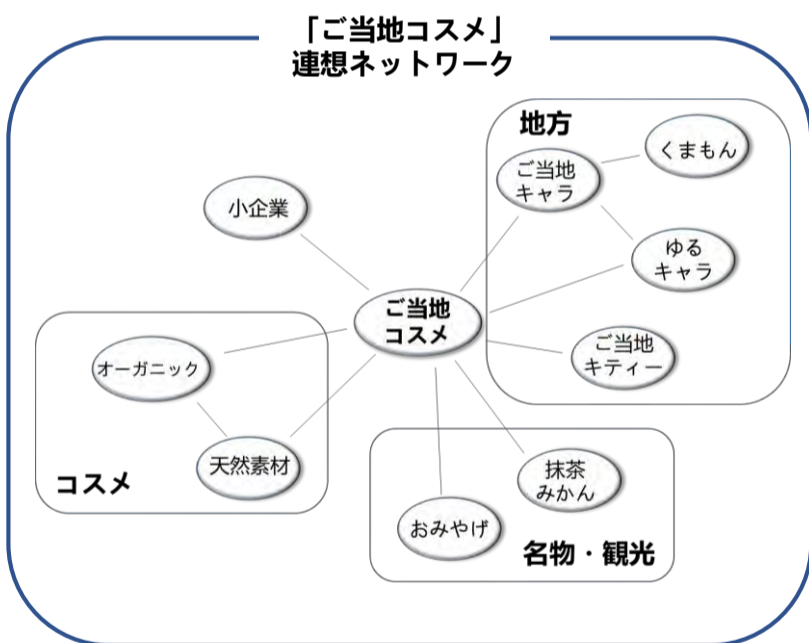 「ご当地コスメ」
連想ネットワーク
地方
ご当地
キャラ
くまもん
小企業
ゆる
キャラ
ご当地
コスメ
ご当地
キティー
オーガニック
天然素材
コスメ
抹茶
みかん
おみやげ
名物・観光